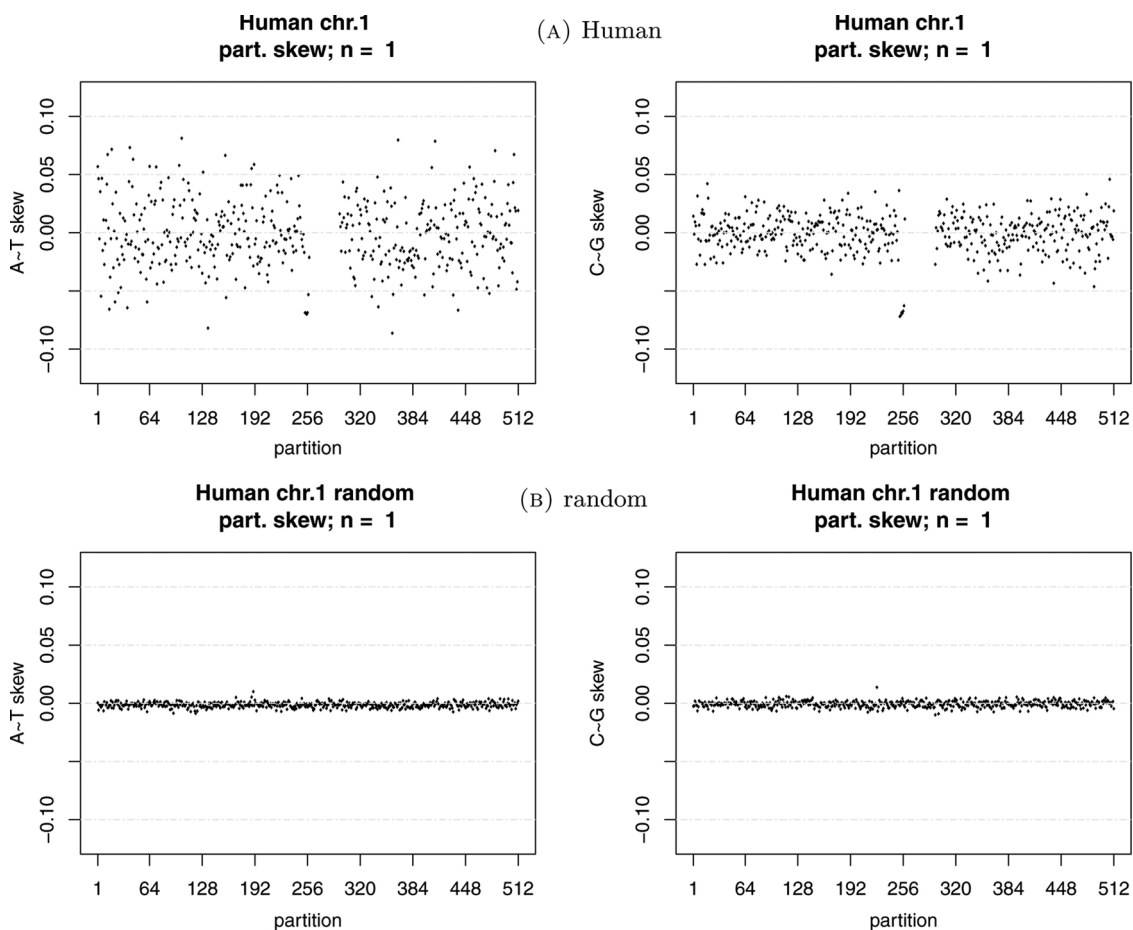 (A) Human
Human chr.1
part. skew; n = 1
A~T skew
0.10
0.05
0.00
−0.10
1 64 128 192 256 320 384 448 512
partition
Human chr.1
part. skew; n = 1
C~G skew
0.10
0.05
0.00
−0.10
1 64 128 192 256 320 384 448 512
partition
(B) random
Human chr.1 random
part. skew; n = 1
A~T skew
0.10
0.05
0.00
−0.10
1 64 128 192 256 320 384 448 512
partition
Human chr.1 random
part. skew; n = 1
C~G skew
0.10
0.05
0.00
−0.10
1 64 128 192 256 320 384 448 512
partition